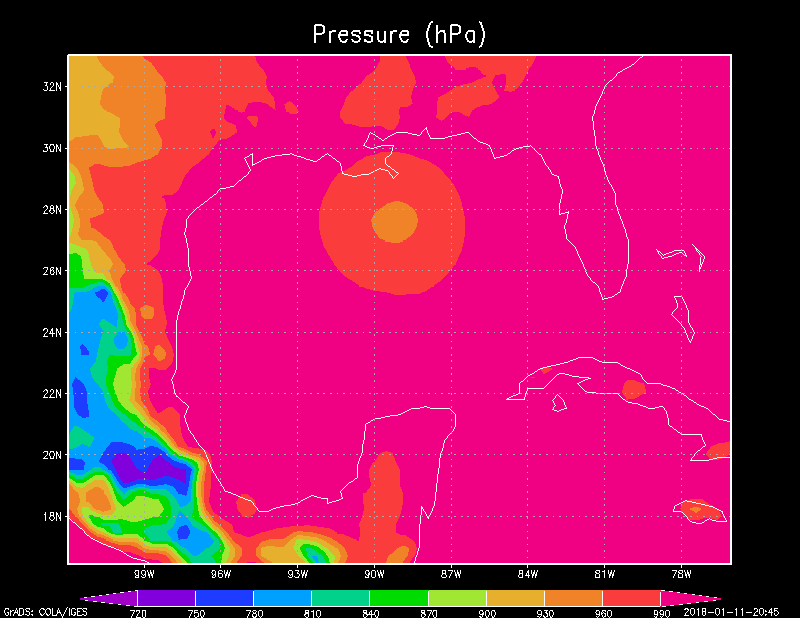 Pressure (hPa)
32N
30N
28N
26N
24N
22N
20N
18N
99W 96W 93W 90W 87W 84W 81W 78W
720 750 780 810 840 870 900 930 960 990
GrADS: COLA/IGES 2018-01-11-20:45